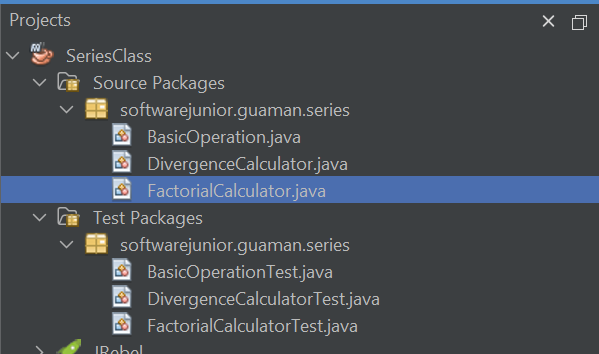 Projects
SeriesClass
Source Packages
softwarejunior.guaman.series
BasicOperation.java
DivergenceCalculator.java
FactorialCalculator.java
Test Packages
softwarejunior.guaman.series
BasicOperationTest.java
DivergenceCalculatorTest.java
FactorialCalculatorTest.java
JRebel